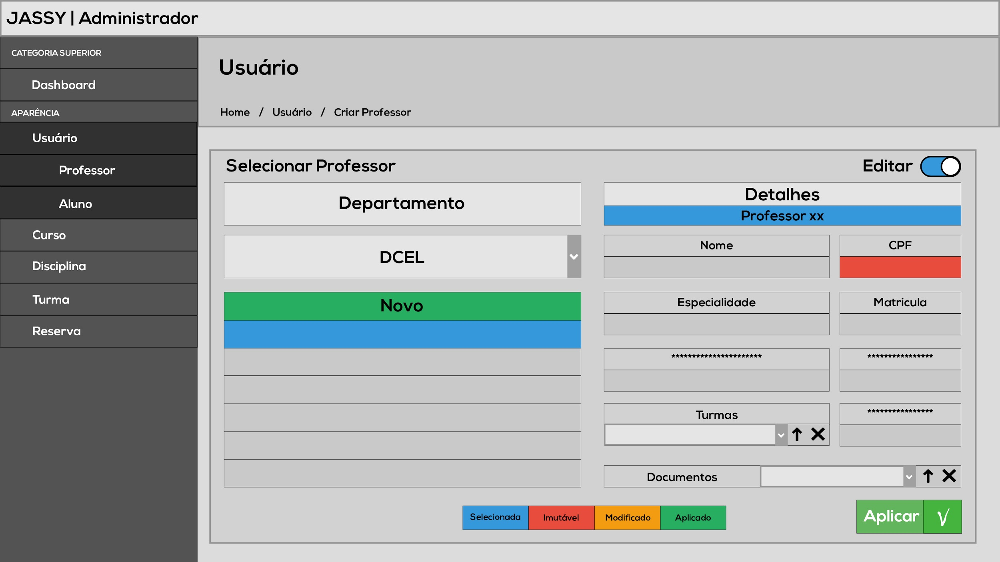 JASSY | Administrador
CATEGORIA SUPERIOR
Dashboard
APARÊNCIA
Usuário
Professor
Aluno
Curso
Disciplina
Turma
Reserva
Usuário
Home / Usuário / Criar Professor
Selecionar Professor
Editar
Departamento
DCEL
Novo
Detalhes
Professor xx
Nome
CPF
Especialidade
Matricula
**********************
****************
Turmas
****************
Documentos
Selecionada
Imutável
Modificado
Aplicado
Aplicar